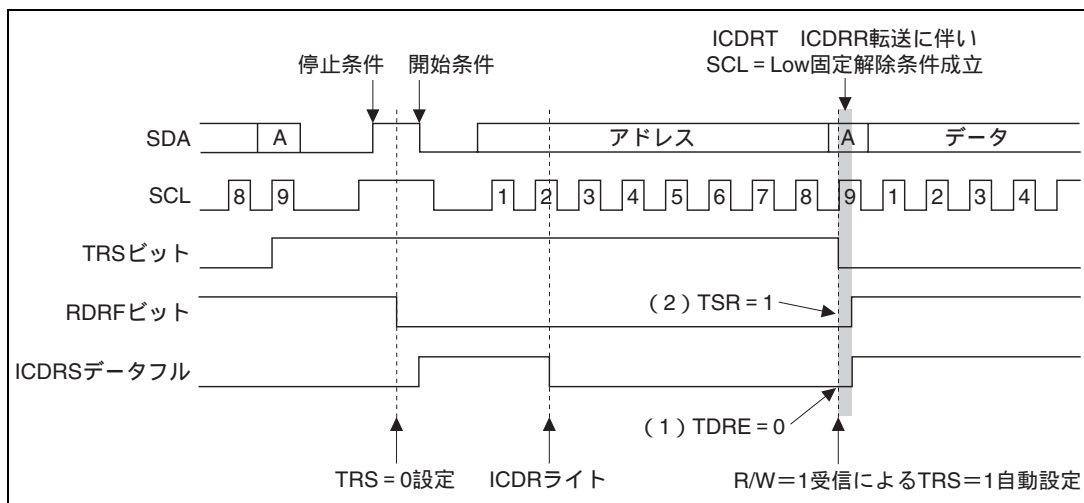 ICDRT ICDRR転送に伴い
SCL=Low固定解除条件成立
停止条件 開始条件
SDA A アドレス A データ
SCL 8 9 1 2 3 4 5 6 7 8 9 1 2 3 4
TRSビット
RDRFビット (2)TSR=1
ICDRSデータフル
(1)TDRE=0
TRS=0設定 ICDRライト R/W=1受信によるTRS=1自動設定